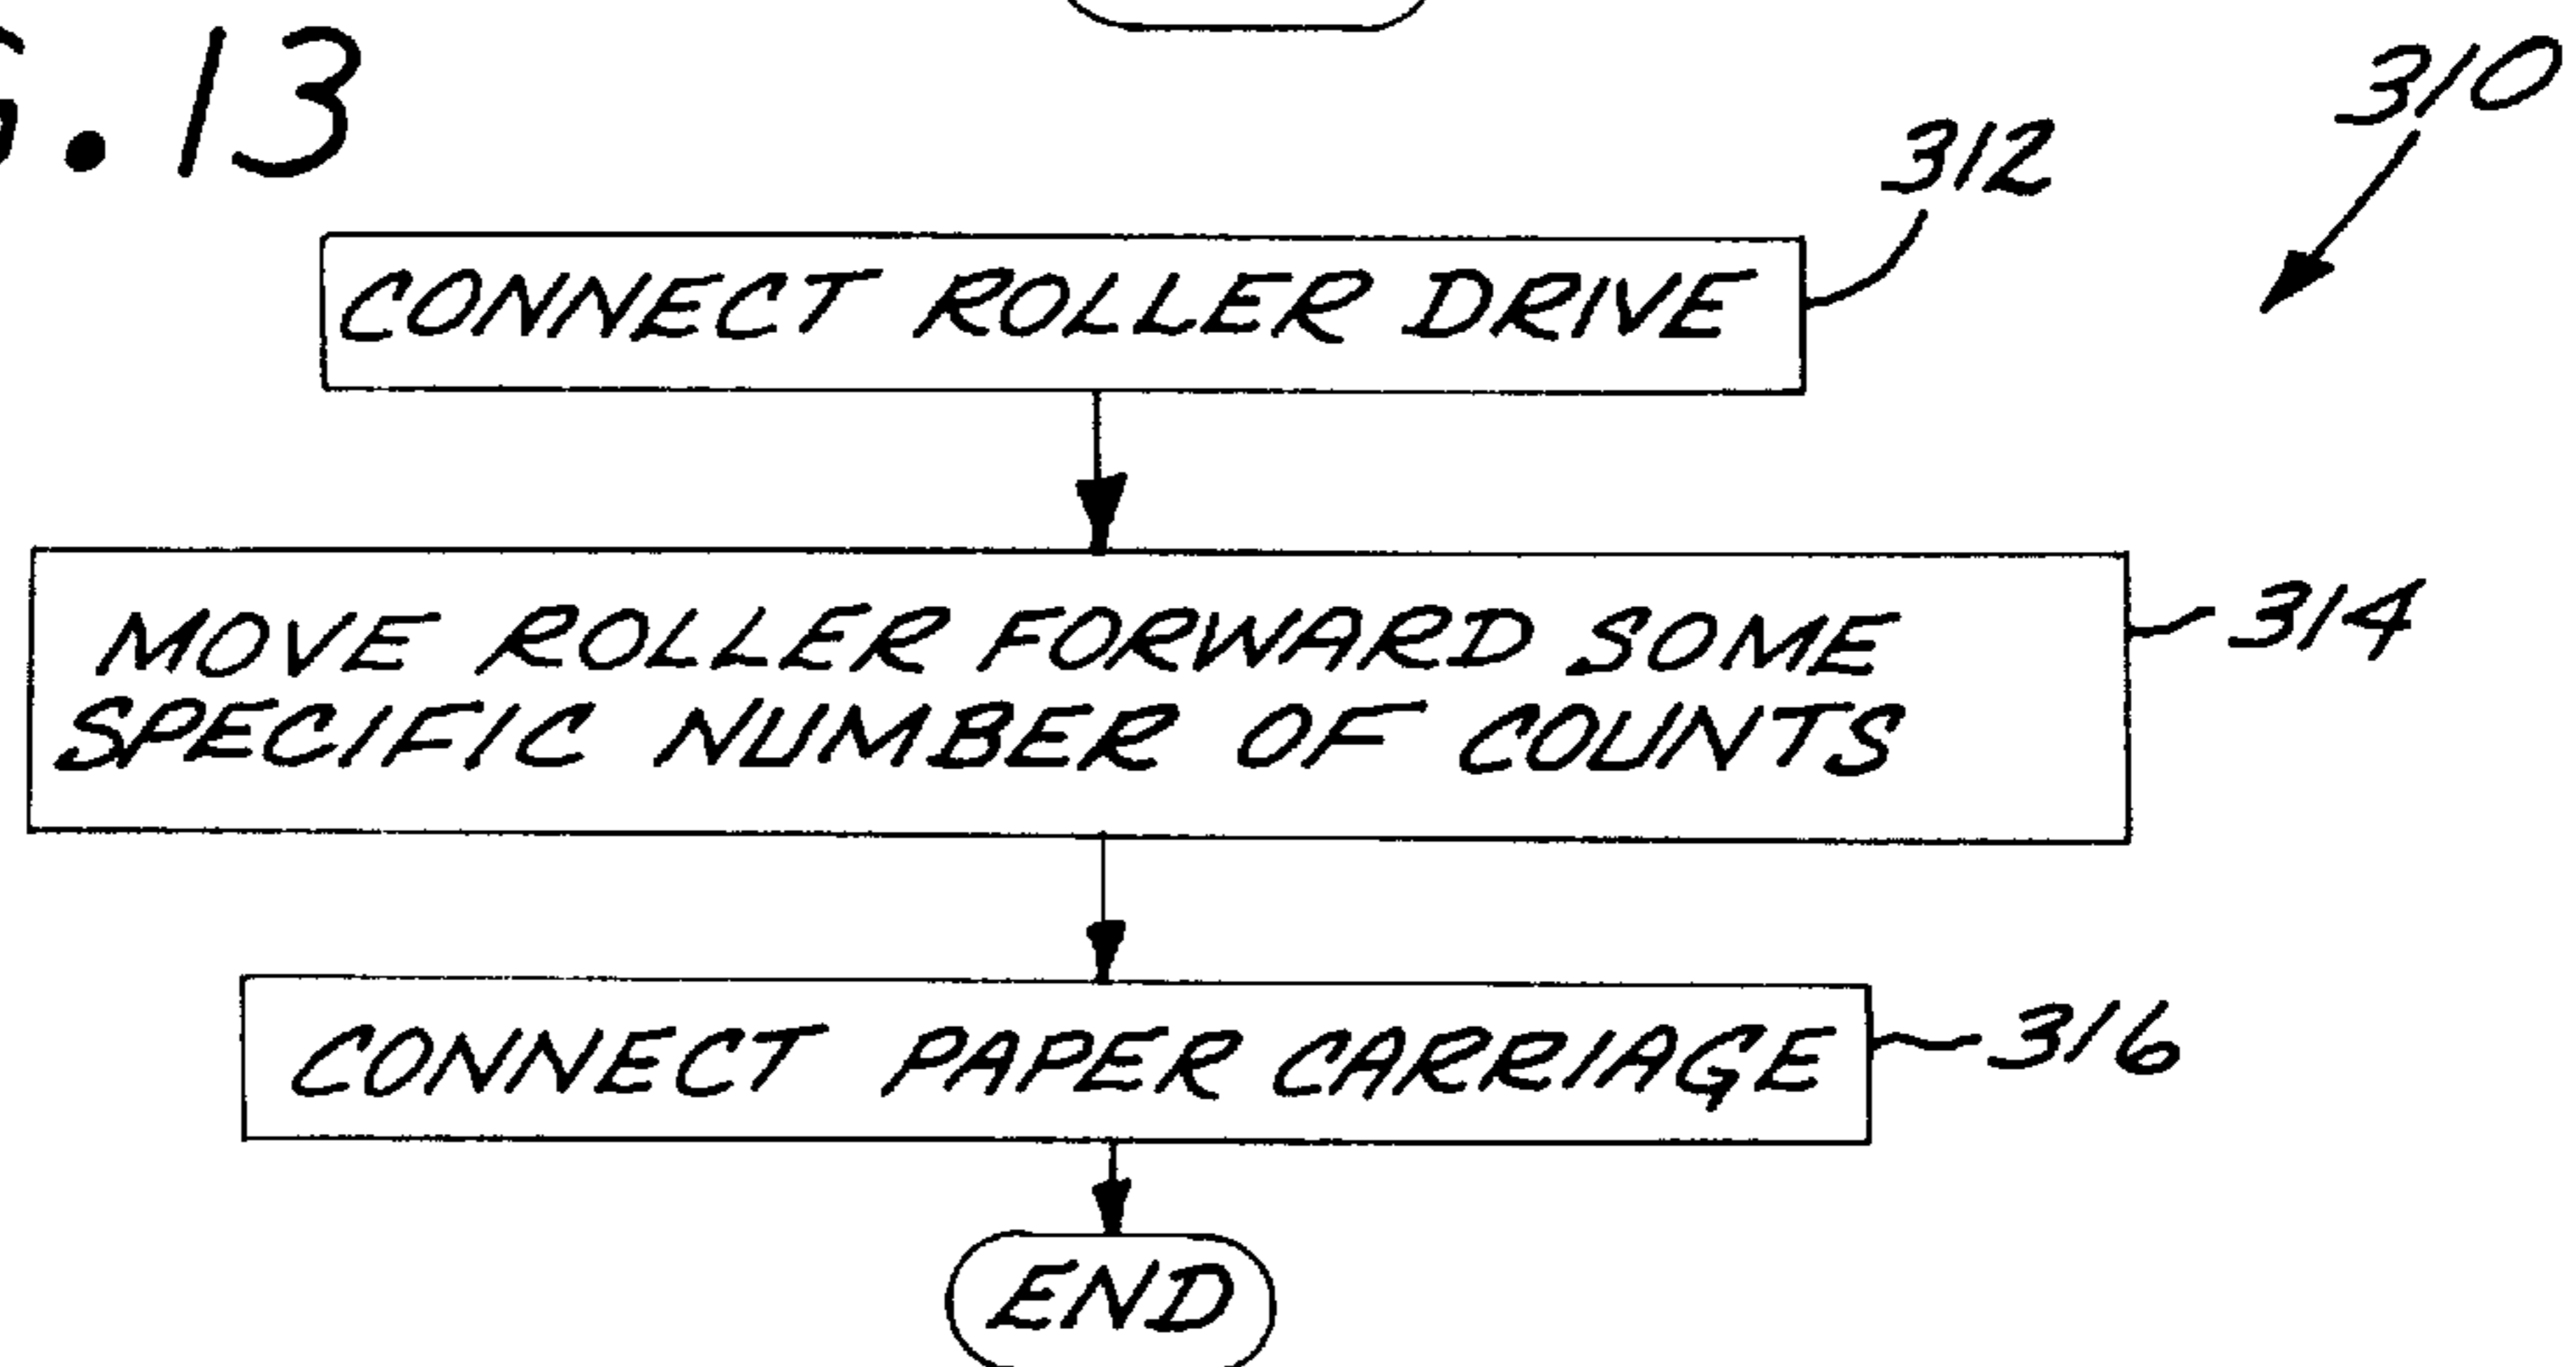 G.13
310
312
CONNECT ROLLER DRIVE
MOVE ROLLER FORWARD SOME
314
SPECIFIC NUMBER OF COUNTS
CONNECT PAPER CARRIAGE
316
END